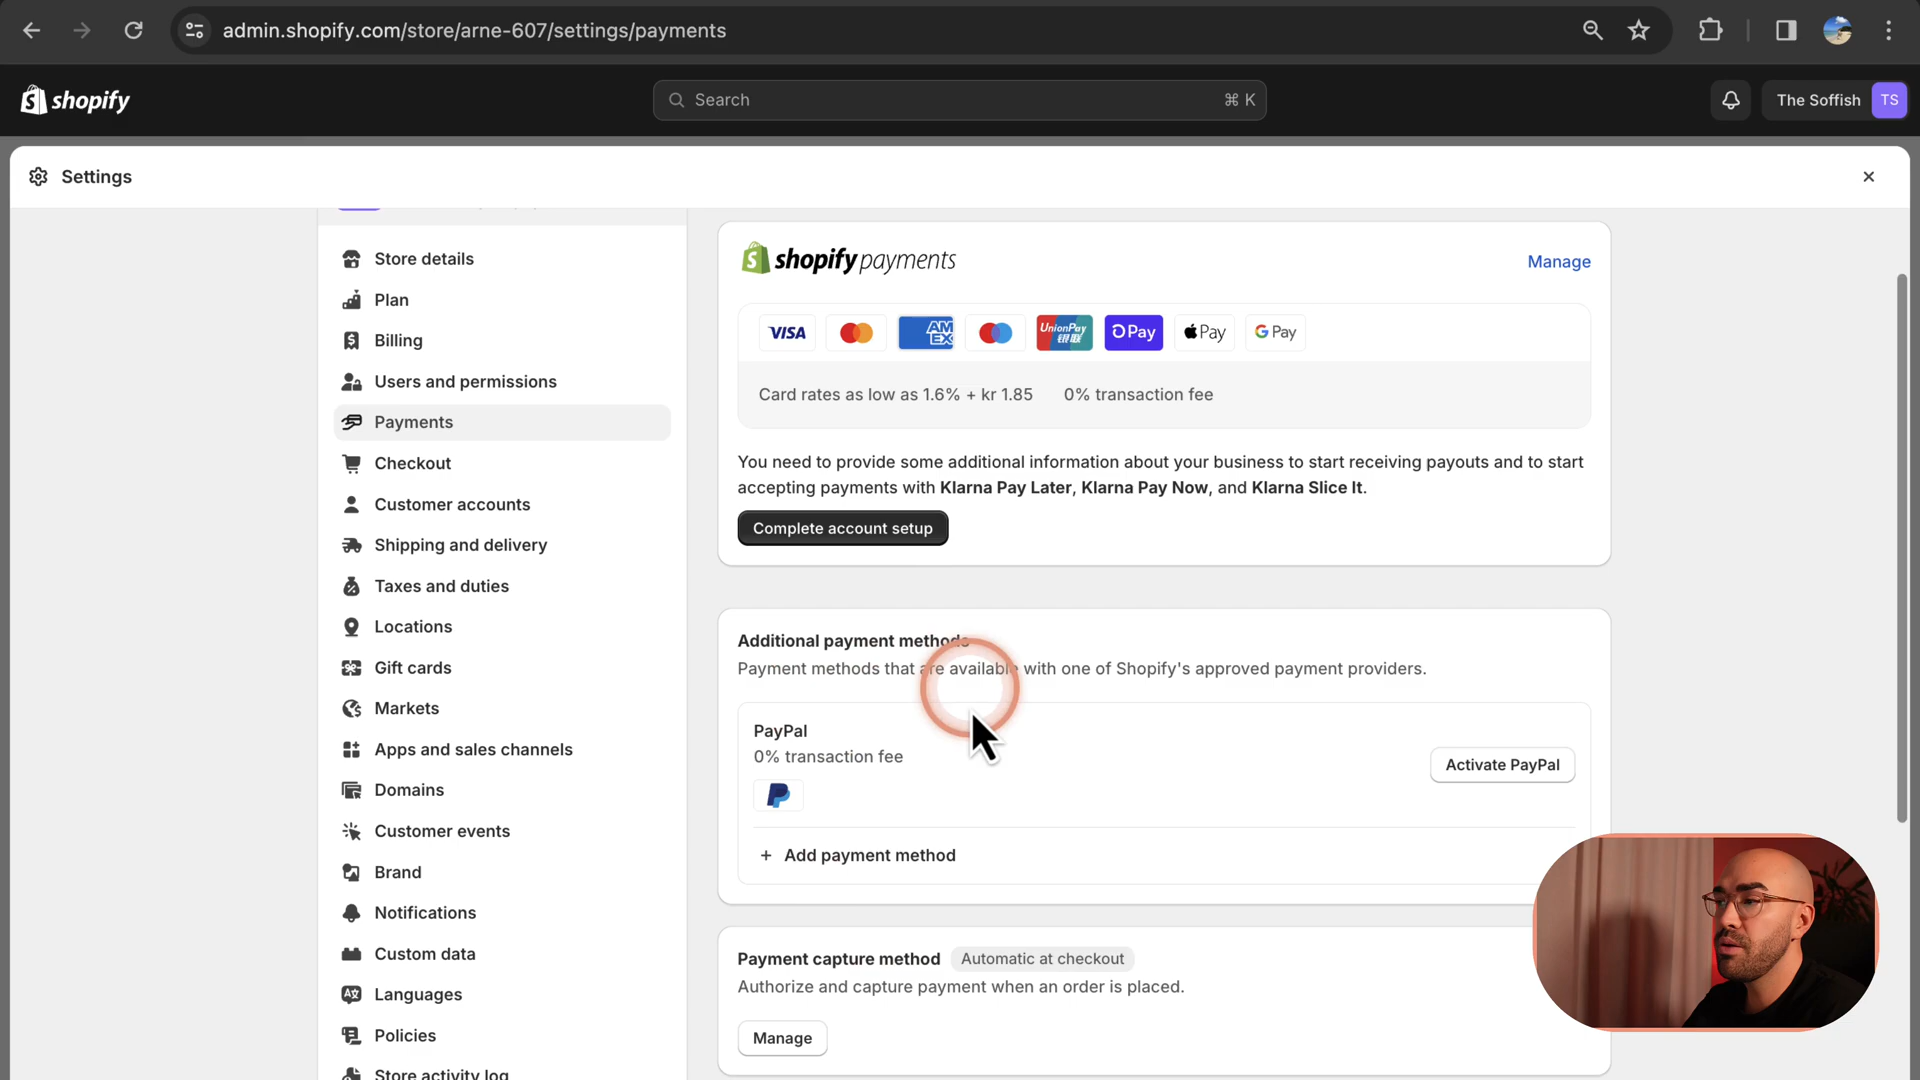 admin.shopify.com/store/arne-607/settings/payments
shopify
Search
⌘ K
The Soffish
TS
Settings
Store details
Plan
Billing
Users and permissions
Payments
Checkout
Customer accounts
Shipping and delivery
Taxes and duties
Locations
Gift cards
Markets
Apps and sales channels
Domains
Customer events
Brand
Notifications
Custom data
Languages
Policies
Store activity log
shopify payments
Manage
VISA
AM EX
UnionPay 银联
Pay
Pay
G Pay
Card rates as low as 1.6% + kr 1.85
0% transaction fee
You need to provide some additional information about your business to start receiving payouts and to start
accepting payments with Klarna Pay Later, Klarna Pay Now, and Klarna Slice It.
Complete account setup
Additional payment methods
Payment methods that are available with one of Shopify's approved payment providers.
PayPal
0% transaction fee
Activate PayPal
+ Add payment method
Payment capture method
Automatic at checkout
Authorize and capture payment when an order is placed.
Manage